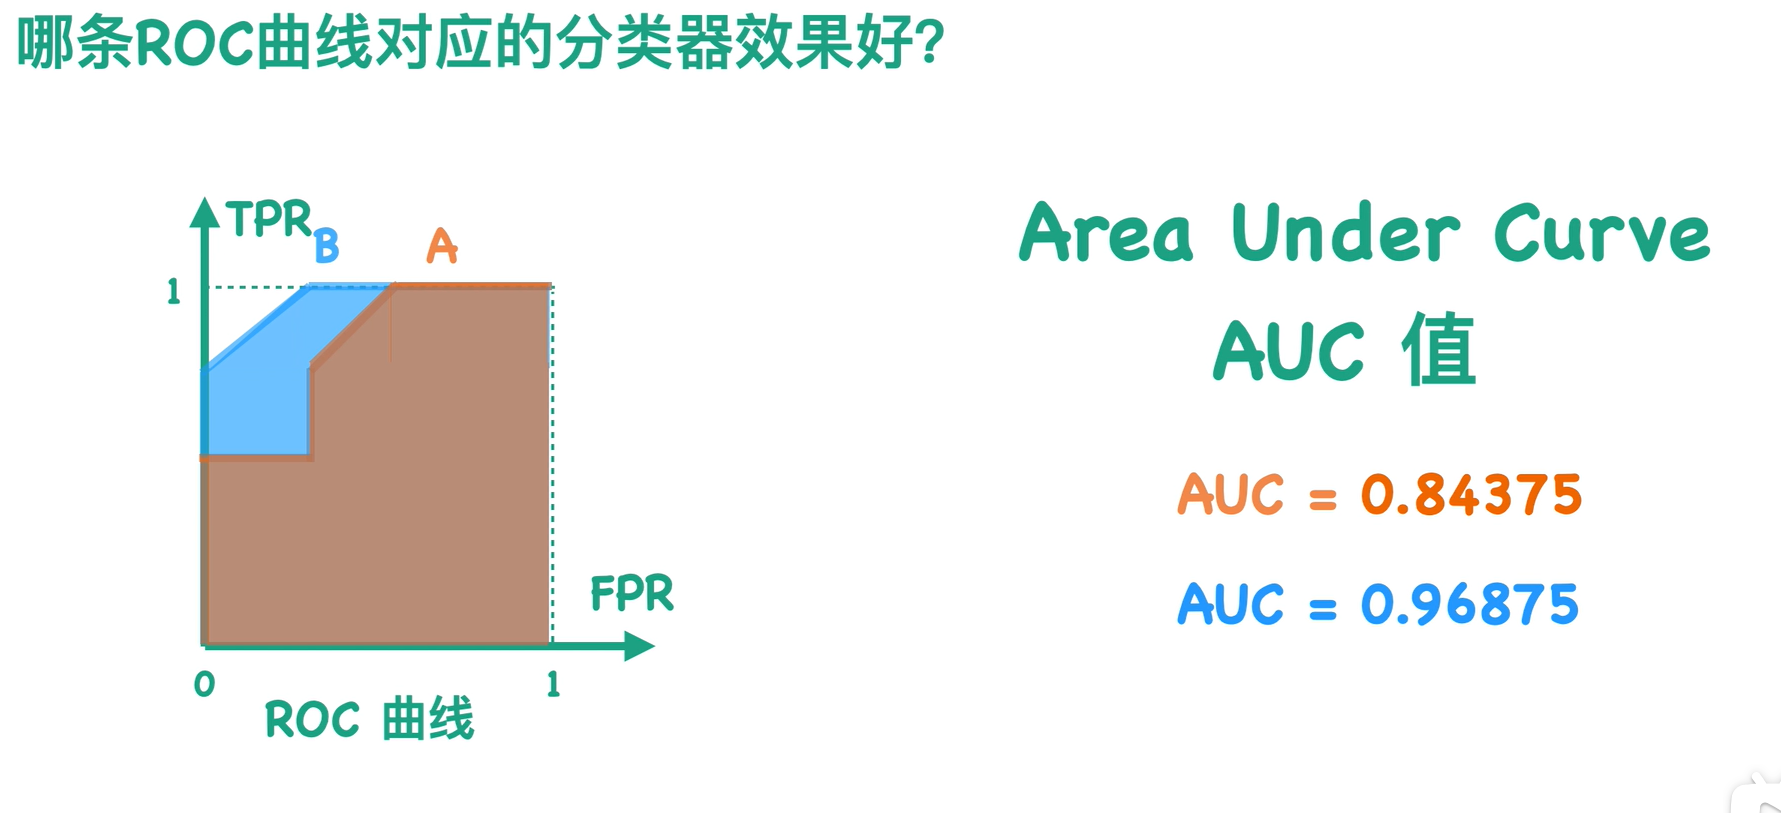 哪条ROC曲线对应的分类器效果好?
TPR
B
A
1
FPR
0
1
ROC 曲线
Area Under Curve
AUC 值
AUC = 0.84375
AUC = 0.96875